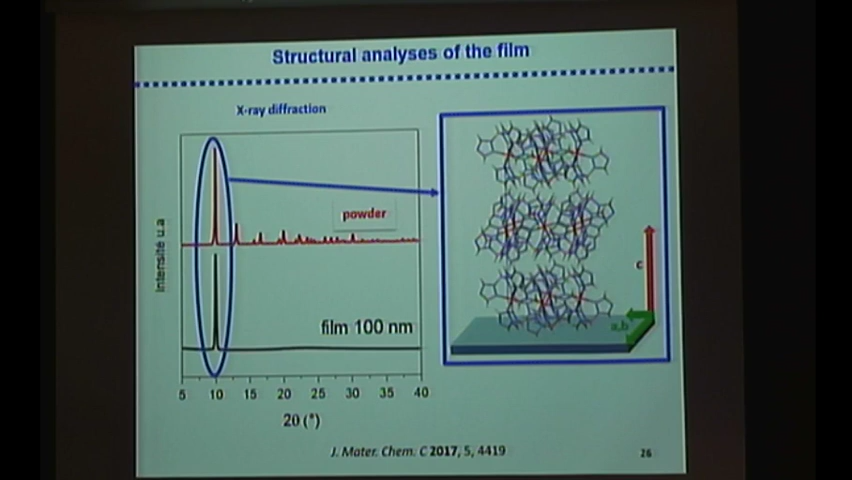 Structural analyses of the film
X-ray diffraction
Intensité u.a
powder
film 100 nm
5 10 15 20 25 30 35 40
2θ (°)
c
a,b
J. Mater. Chem. C 2017, 5, 4419
26